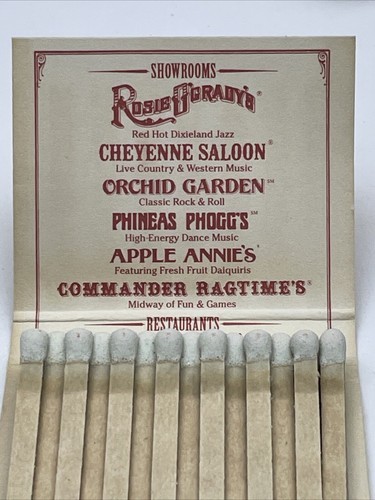 SHOWROOMS
Rosie O'Grady's®
Red Hot Dixieland Jazz
CHEYENNE SALOON®
Live Country & Western Music
ORCHID GARDEN℠
Classic Rock & Roll
PHINEAS PHOGG'S℠
High-Energy Dance Music
APPLE ANNIE'S
Featuring Fresh Fruit Daiquiris
COMMANDER RAGTIME'S®
Midway of Fun & Games
RESTAURANTS